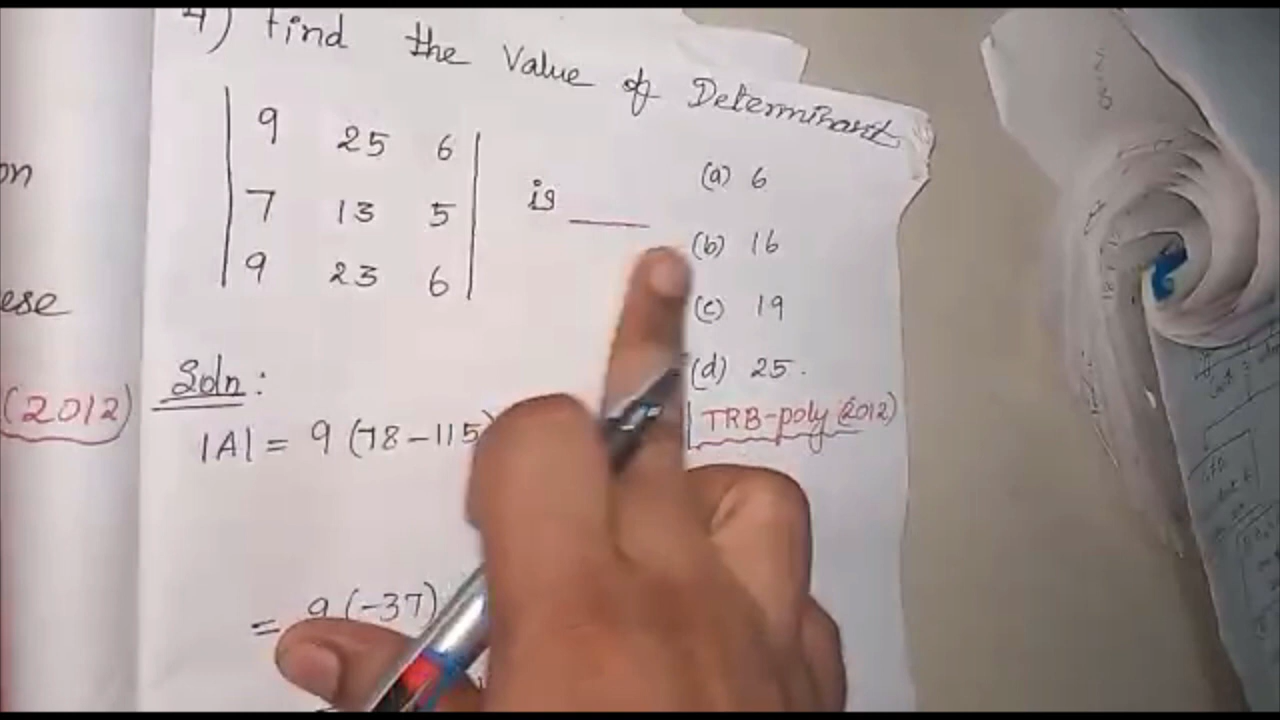 4) Find the Value of Determinant
9 25 6
7 13 5 is ____
9 23 6
(a) 6
(b) 16
(c) 19
(d) 25.
TRB-poly (2012)
Soln:
|A| = 9 (78-115)
= 9 (-37)
on
ese
(2012)